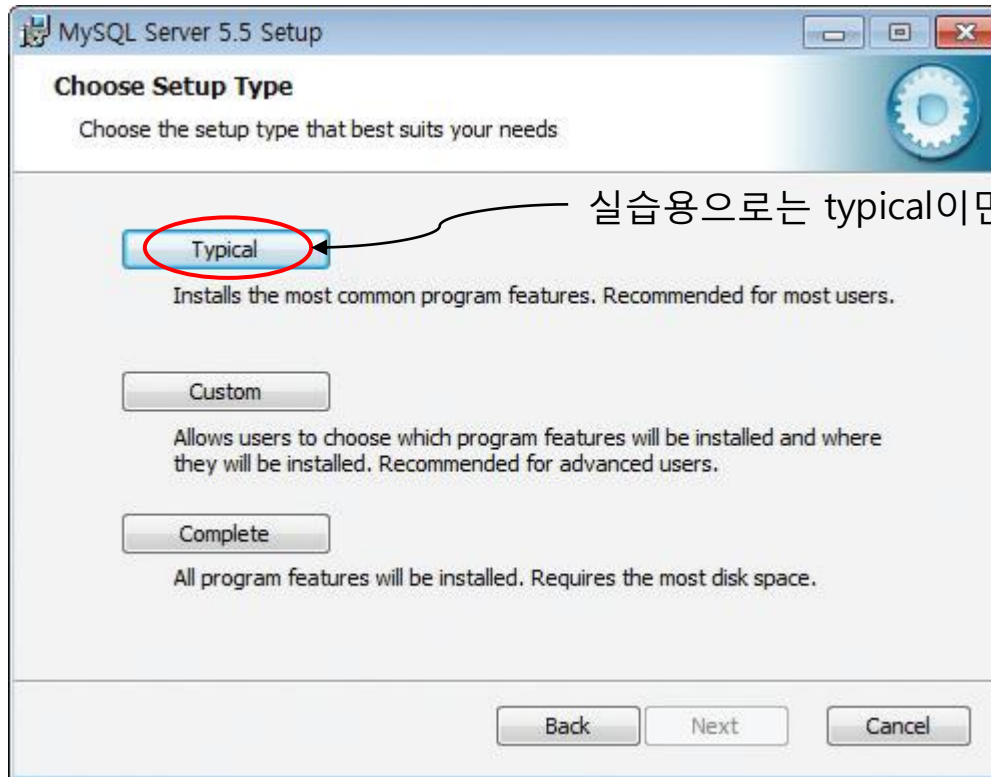 MySQL Server 5.5 Setup
Choose Setup Type
Choose the setup type that best suits your needs
실습용으로는 typical이면
Typical
Installs the most common program features. Recommended for most users.
Custom
Allows users to choose which program features will be installed and where
they will be installed. Recommended for advanced users.
Complete
All program features will be installed. Requires the most disk space.
Back
Next
Cancel